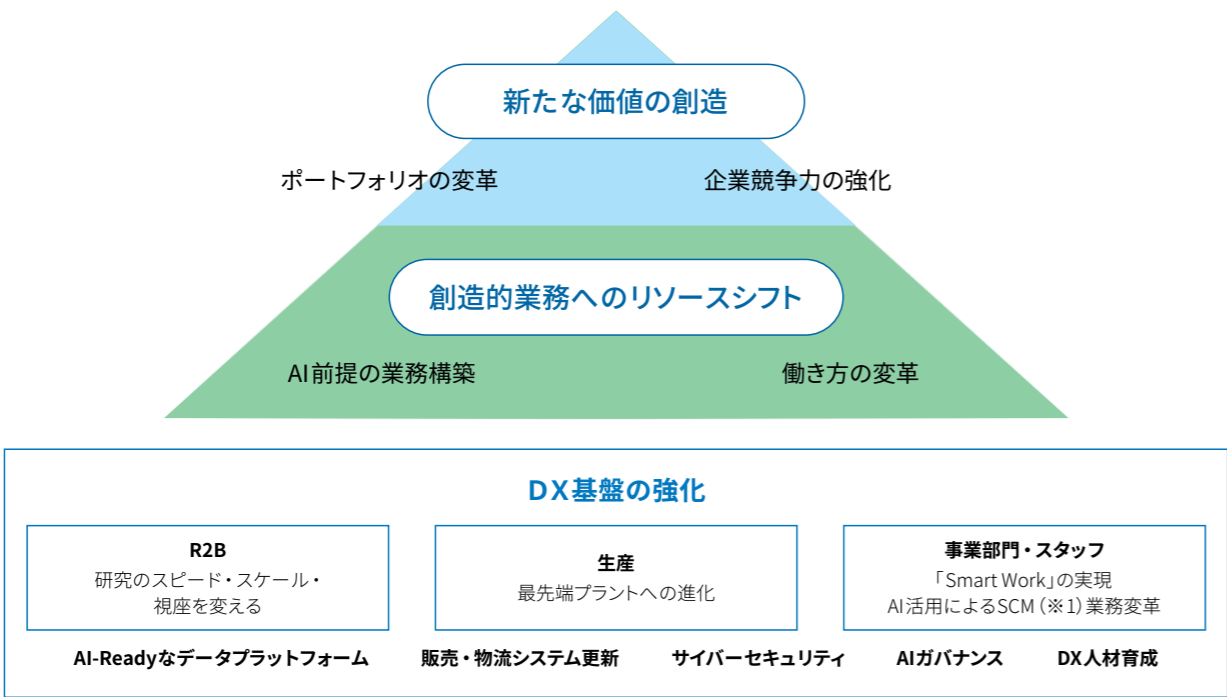 新たな価値の創造
ポートフォリオの変革
企業競争力の強化
創造的業務へのリソースシフト
AI前提の業務構築
働き方の変革
DX基盤の強化
R2B
研究のスピード・スケール・
視座を変える
生産
最先端プラントへの進化
事業部門・スタッフ
「Smart Work」の実現
AI活用によるSCM（※1）業務変革
AI-Readyなデータプラットフォーム
販売・物流システム更新
サイバーセキュリティ
AIガバナンス
DX人材育成